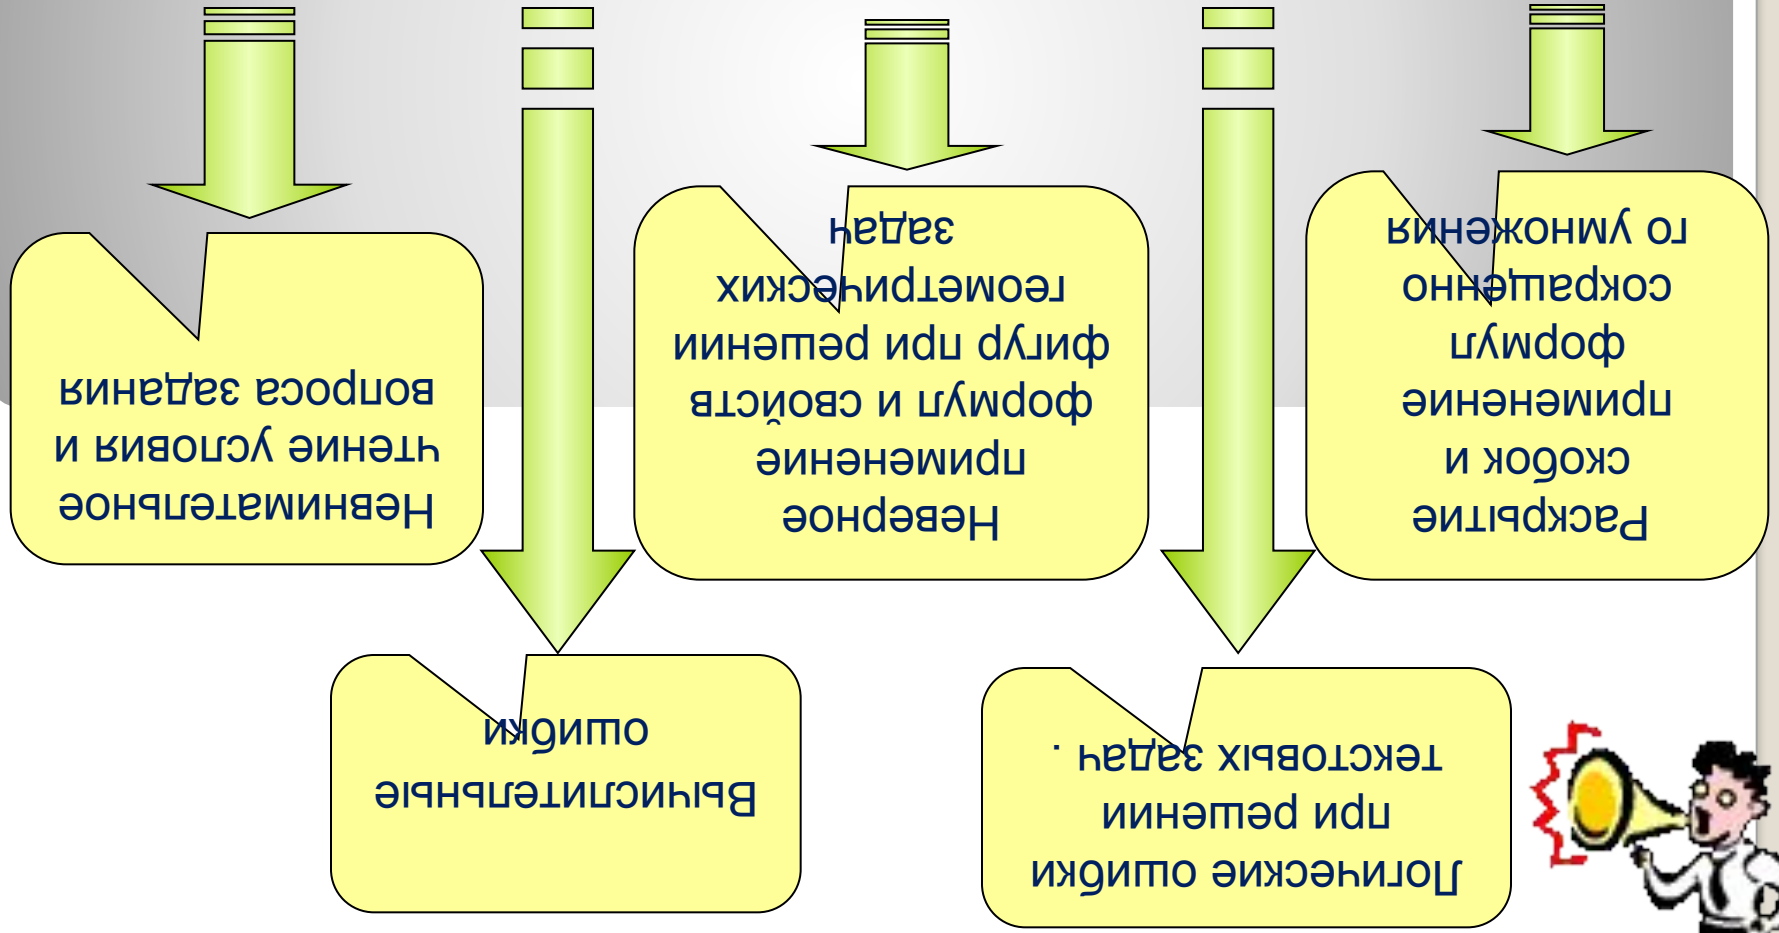 Невнимательное
чтение условия и
вопроса задания
Неверное
применение
формул и свойств
фигур при решении
геометрических
задач
Раскрытие
скобок и
применение
формул
сокращенно
го умножения
Вычислительные
ошибки
Логические ошибки
при решении
текстовых задач .